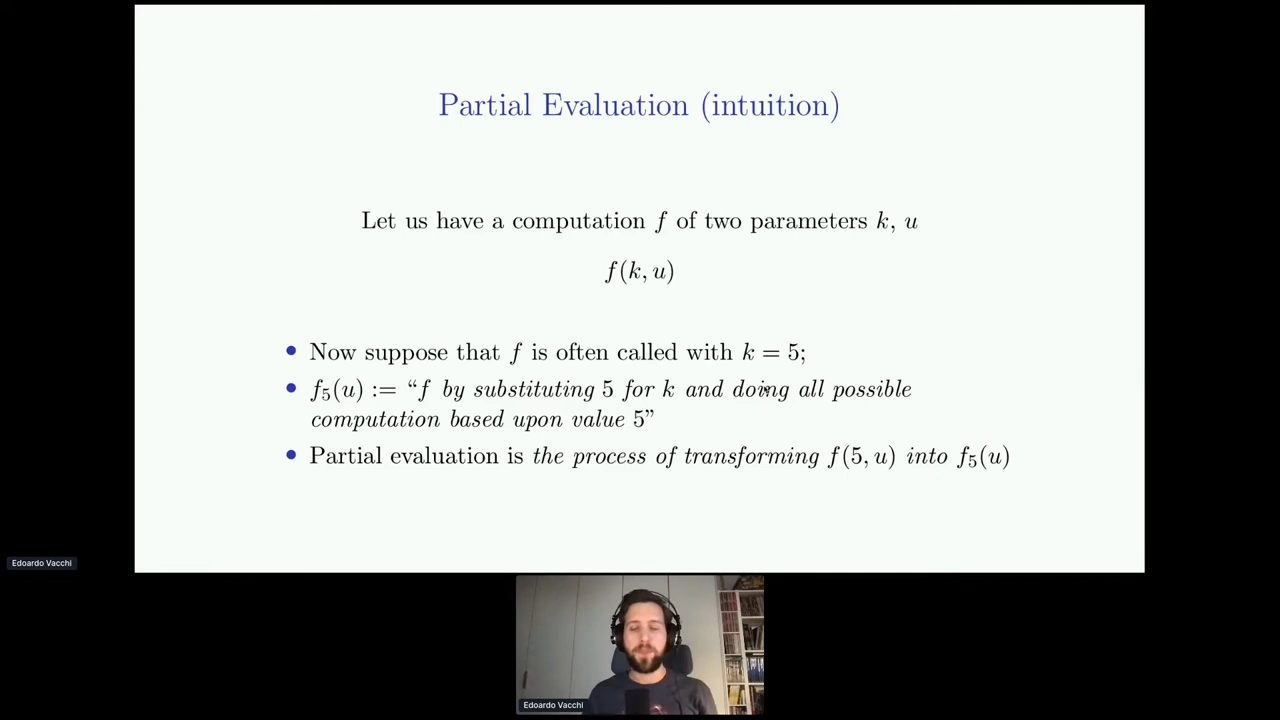 Partial Evaluation (intuition)
Let us have a computation f of two parameters k, u
f(k, u)
• Now suppose that f is often called with k = 5;
• f₅(u) := “f by substituting 5 for k and doing all possible
computation based upon value 5”
• Partial evaluation is the process of transforming f(5, u) into f₅(u)
Edoardo Vacchi
Edoardo Vacchi